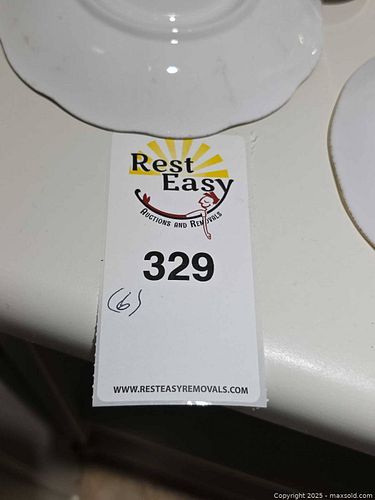 Rest
Easy
AUCTIONS AND REMOVALS
329
(6)
WWW.RESTEASYREMOVALS.COM
Copyright 2025 - maxsold.com